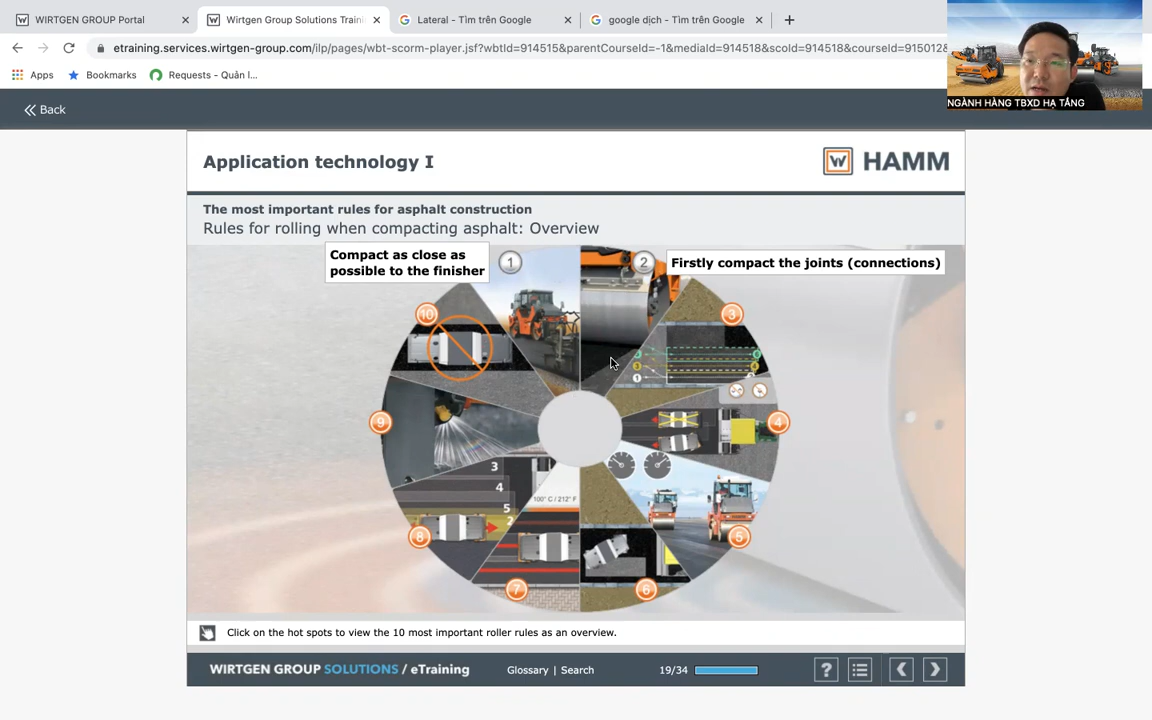 WIRTGEN GROUP Portal
Wirtgen Group Solutions Traini
Lateral - Tìm trên Google
google dịch - Tìm trên Google
etraining.services.wirtgen-group.com/ilp/pages/wbt-scorm-player.jsf?wbtId=914515&parentCourseId=-1&mediaId=914518&scoId=914518&courseId=915012&
Apps
Bookmarks
Requests - Quản l...
NGÀNH HÀNG TBXD HẠ TẦNG
Back
Application technology I
W HAMM
The most important rules for asphalt construction
Rules for rolling when compacting asphalt: Overview
Compact as close as
possible to the finisher
1
2
Firstly compact the joints (connections)
10
3
3
1
9
4
3
4
5
2
100° C / 212° F
8
5
7
6
Click on the hot spots to view the 10 most important roller rules as an overview.
WIRTGEN GROUP SOLUTIONS / eTraining
Glossary | Search
19/34
?